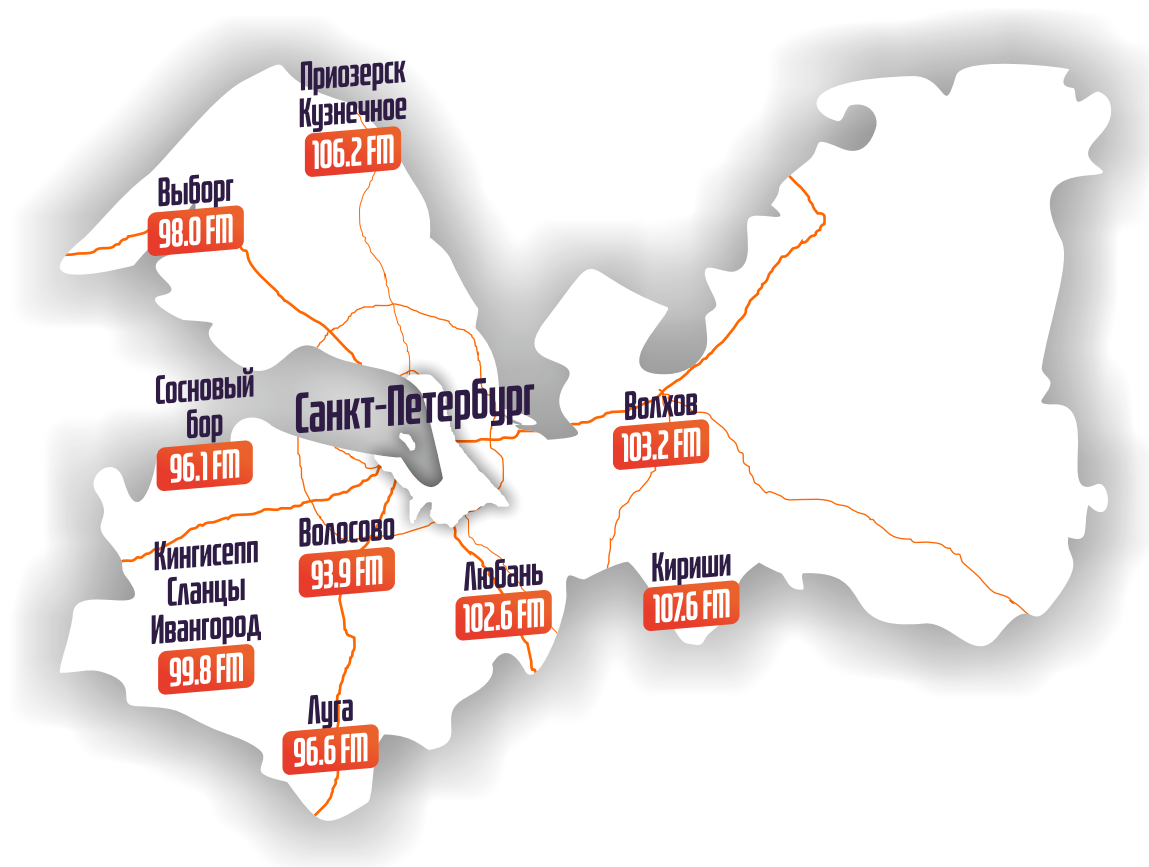 Приозерск
Кузнечное
106.2 FM
Выборг
98.0 FM
Сосновый
бор
96.1 FM
Санкт-Петербург
Волхов
103.2 FM
Кингисепп
Сланцы
Ивангород
99.8 FM
Волосово
93.9 FM
Любань
102.6 FM
Кириши
107.6 FM
Луга
96.6 FM